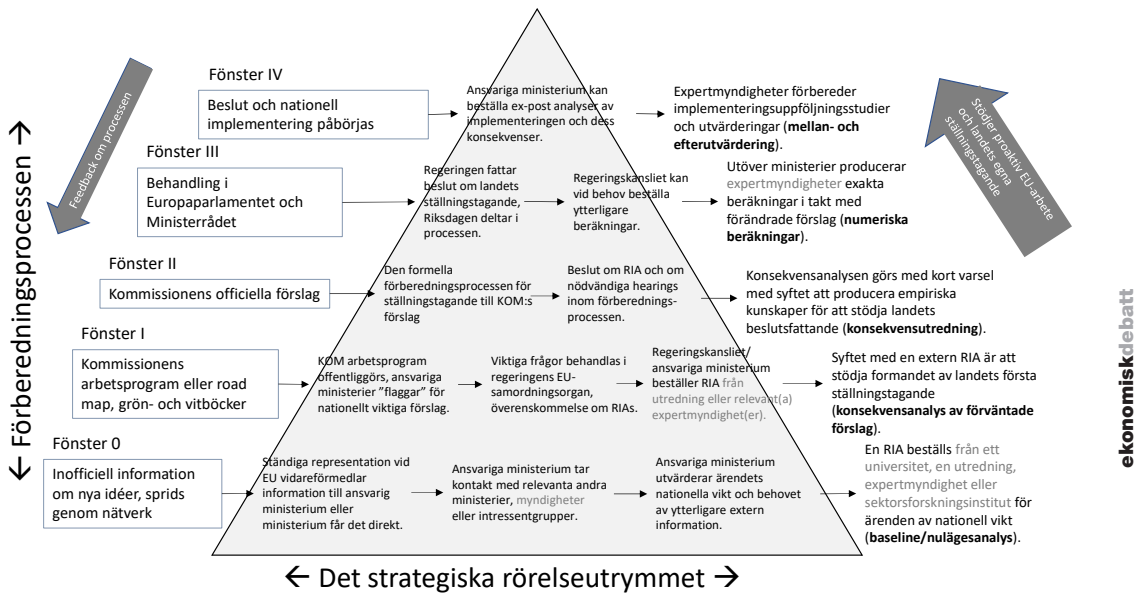 Fönster IV
Beslut och nationell
implementering påbörjas
Ansvariga ministerium kan
beställa ex-post analyser av
implementeringen och dess
konsekvenser.
Expertmyndigheter förbereder
implementeringsuppföljningsstudier
och utvärderingar (mellan- och
efterutvärdering).
Fönster III
Behandling i
Europaparlamentet och
Ministerrådet
Regeringen fattar
beslut om landets
ställningstagande,
Riksdagen deltar i
processen.
Regeringskansliet kan
vid behov beställa
ytterligare
beräkningar.
Utöver ministerier producerar
expertmyndigheter exakta
beräkningar i takt med
förändrade förslag (numeriska
beräkningar).
Fönster II
Kommissionens officiella förslag
Den formella
förberedningsprocessen för
ställningstagande till KOM:s
förslag
Beslut om RIA och om
nödvändiga hearings
inom förberednings-
processen.
Konsekvensanalysen görs med kort varsel
med syftet att producera empiriska
kunskaper för att stödja landets
beslutsfattande (konsekvensutredning).
Fönster I
Kommissionens
arbetsprogram eller road
map, grön- och vitböcker
KOM arbetsprogram
offentliggörs, ansvariga
ministerier ”flaggar” för
nationellt viktiga förslag.
Viktiga frågor behandlas i
regeringens EU-
samordningsorgan,
överenskommelse om RIAs.
Regeringskansliet/
ansvariga ministerium
beställer RIA från
utredning eller relevant(a)
expertmyndighet(er).
Syftet med en extern RIA är att
stödja formandet av landets första
ställningstagande
(konsekvensanalys av förväntade
förslag).
Fönster 0
Inofficiell information
om nya idéer, sprids
genom nätverk
Ständiga representation vid
EU vidareförmedlar
information till ansvarig
ministerium eller
ministerium får det direkt.
Ansvariga ministerium tar
kontakt med relevanta andra
ministerier, myndigheter
eller intressentgrupper.
Ansvariga ministerium
utvärderar ärendets
nationella vikt och behovet
av ytterligare extern
information.
En RIA beställs från ett
universitet, en utredning,
expertmyndighet eller
sektorsforskningsinstitut för
ärenden av nationell vikt
(baseline/nulägesanalys).
← Förberedningsprocessen →
Feedback om processen
Stödjer proaktiv EU-arbete
och landets egna
ställningstagande
← Det strategiska rörelseutrymmet →
ekonomiskdebatt